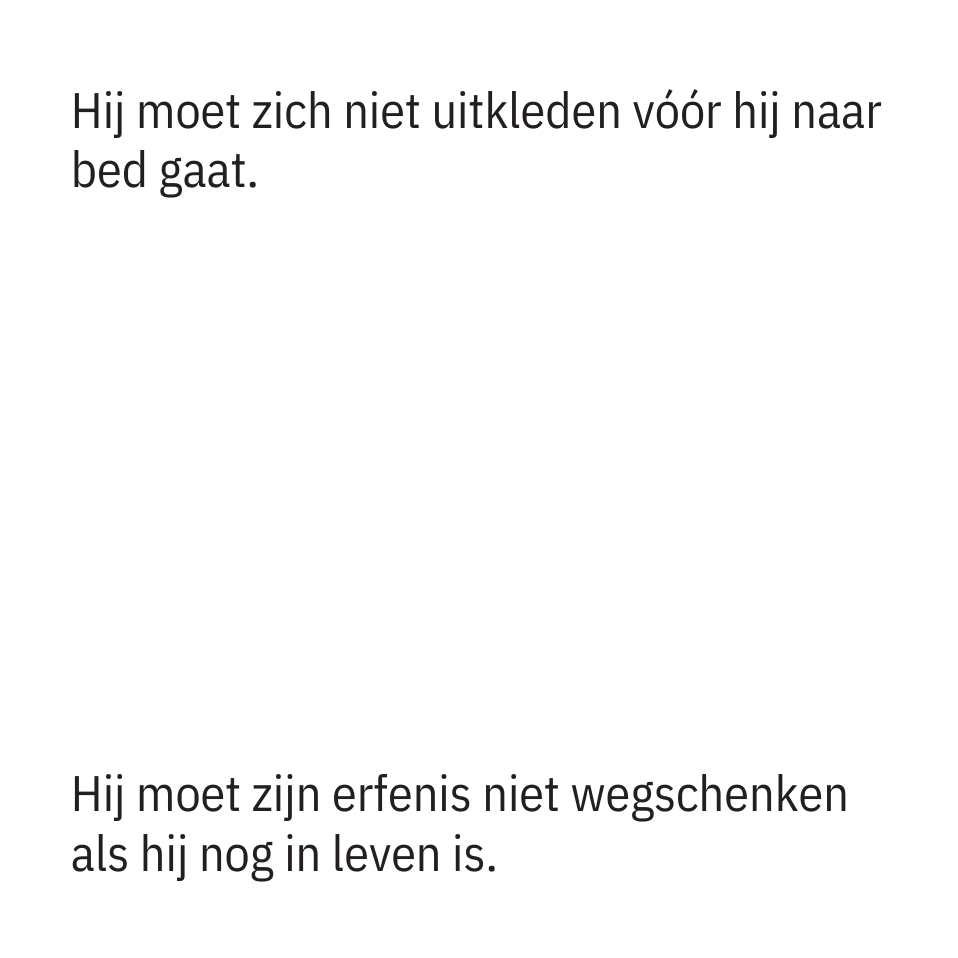 Hij moet zich niet uitkleden vóór hij naar
bed gaat.
Hij moet zijn erfenis niet wegschenken
als hij nog in leven is.